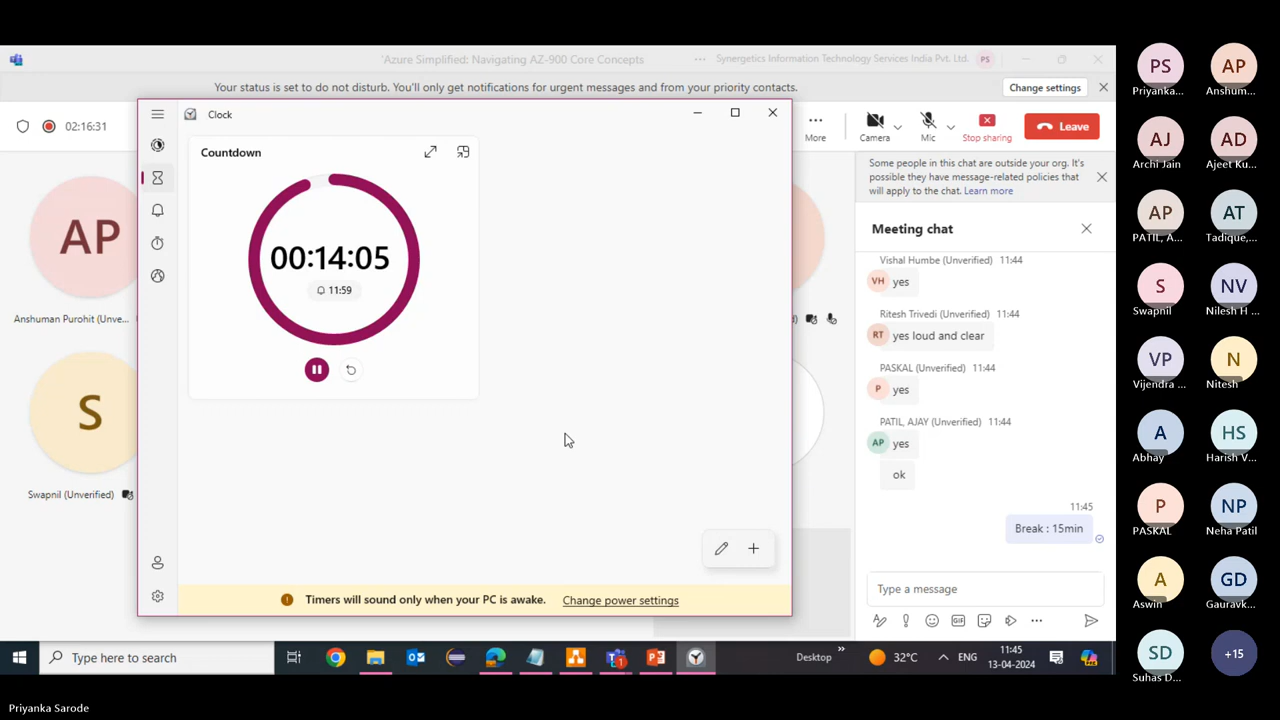 'Azure Simplified: Navigating AZ-900 Core Concepts
Synergetics Information Technology Services India Pvt. Ltd.
PS
Your status is set to do not disturb. You'll only get notifications for urgent messages and from your priority contacts.
Change settings
02:16:31
Clock
More
Camera
Mic
Stop sharing
Leave
Countdown
00:14:05
11:59
AP
Anshuman Purohit (Unve...
S
Swapnil (Unverified)
Timers will sound only when your PC is awake.
Change power settings
Some people in this chat are outside your org. It's
possible they have message-related policies that
will apply to the chat. Learn more
Meeting chat
Vishal Humbe (Unverified) 11:44
VH
yes
Ritesh Trivedi (Unverified) 11:44
RT
yes loud and clear
PASKAL (Unverified) 11:44
P
yes
PATIL, AJAY (Unverified) 11:44
AP
yes
ok
11:45
Break : 15min
Type a message
GIF
Type here to search
Desktop
32°C
ENG
11:45
13-04-2024
PS
Priyanka...
AP
Anshum...
AJ
Archi Jain
AD
Ajeet Ku...
AP
PATIL, A...
AT
Tadique,...
S
Swapnil
NV
Nilesh H ...
VP
Vijendra ...
N
Nitesh
A
Abhay
HS
Harish V...
P
PASKAL
NP
Neha Patil
A
Aswin
GD
Gauravk...
SD
Suhas D...
+15
Priyanka Sarode